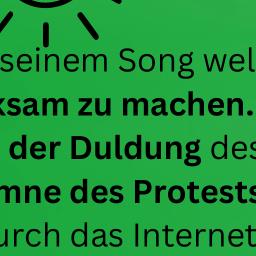 seinem Song wel
ksam zu machen.
der Duldung des
mne des Protests
urch das Internet